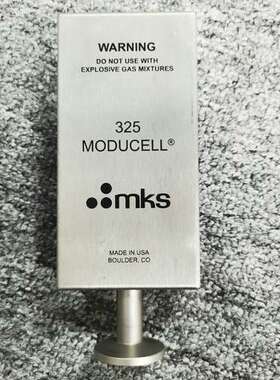 WARNING
DO NOT USE WITH
EXPLOSIVE GAS MIXTURES
325
MODUCELL®
mks
MADE IN USA
BOULDER, CO